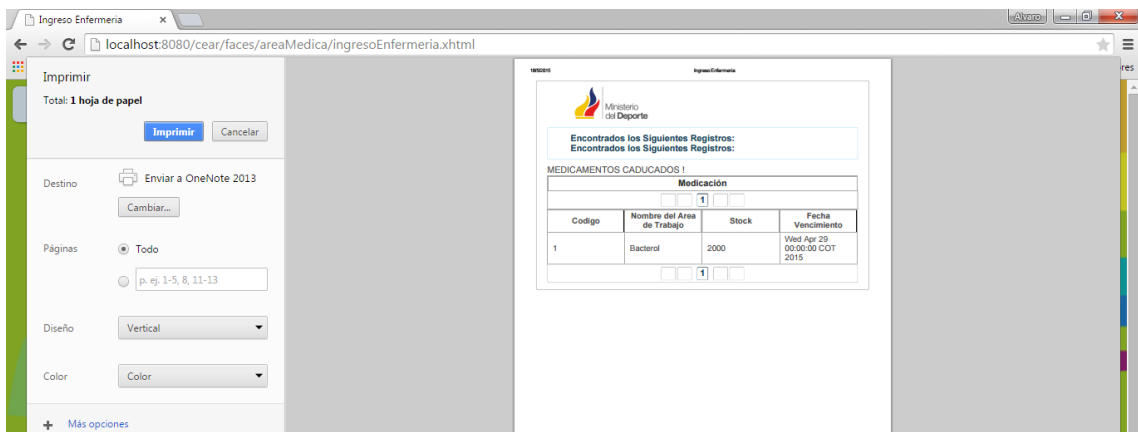 Ingreso Enfermeria
Alvaro
localhost:8080/cear/faces/areaMedica/ingresoEnfermeria.xhtml
res
Imprimir
Total: 1 hoja de papel
Imprimir
Cancelar
Destino
Enviar a OneNote 2013
Cambiar...
Páginas
Todo
p. ej. 1-5, 8, 11-13
Diseño
Vertical
Color
Color
Más opciones
Ingreso Enfermeria
Ministerio
del Deporte
Encontrados los Siguientes Registros:
Encontrados los Siguientes Registros:
MEDICAMENTOS CADUCADOS !
Medicación
1
Codigo
Nombre del Area
de Trabajo
Stock
Fecha
Vencimiento
1
Bacterol
2000
Wed Apr 29
00:00:00 COT
2015
1